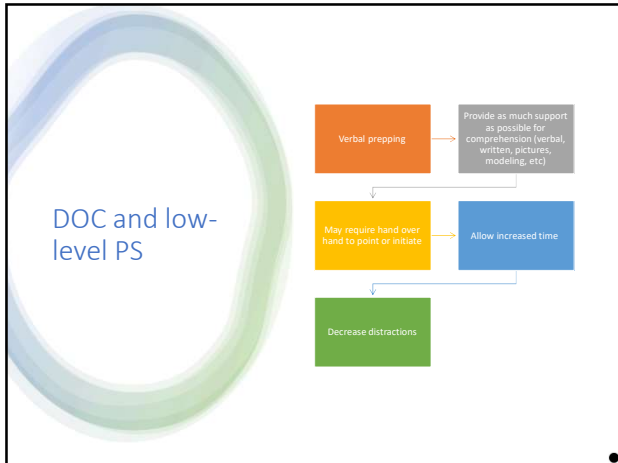 DOC and low-
level PS
Verbal prepping
Provide as much support
as possible for
comprehension (verbal,
written, pictures,
modeling, etc)
May require hand over
hand to point or initiate
Allow increased time
Decrease distractions